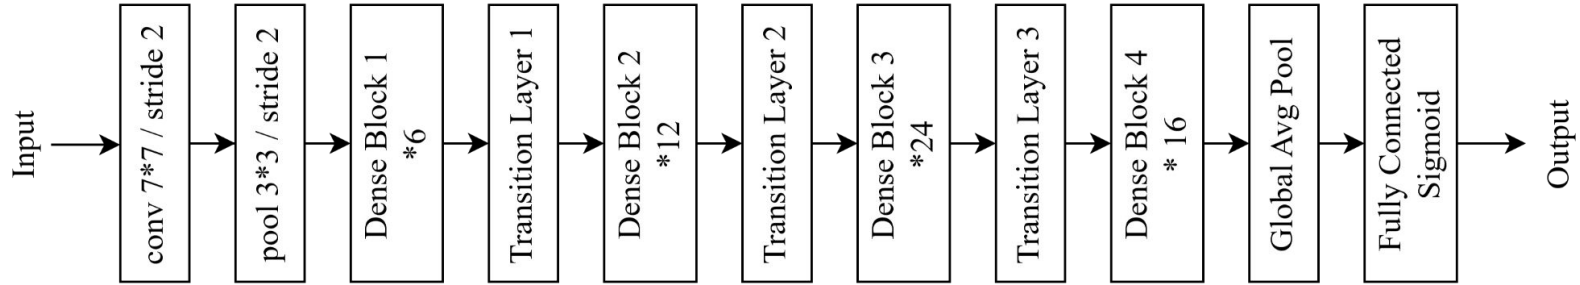 Input
conv 7*7 / stride 2
pool 3*3 / stride 2
Dense Block 1
*6
Transition Layer 1
Dense Block 2
*12
Transition Layer 2
Dense Block 3
*24
Transition Layer 3
Dense Block 4
* 16
Global Avg Pool
Fully Connected
Sigmoid
Output